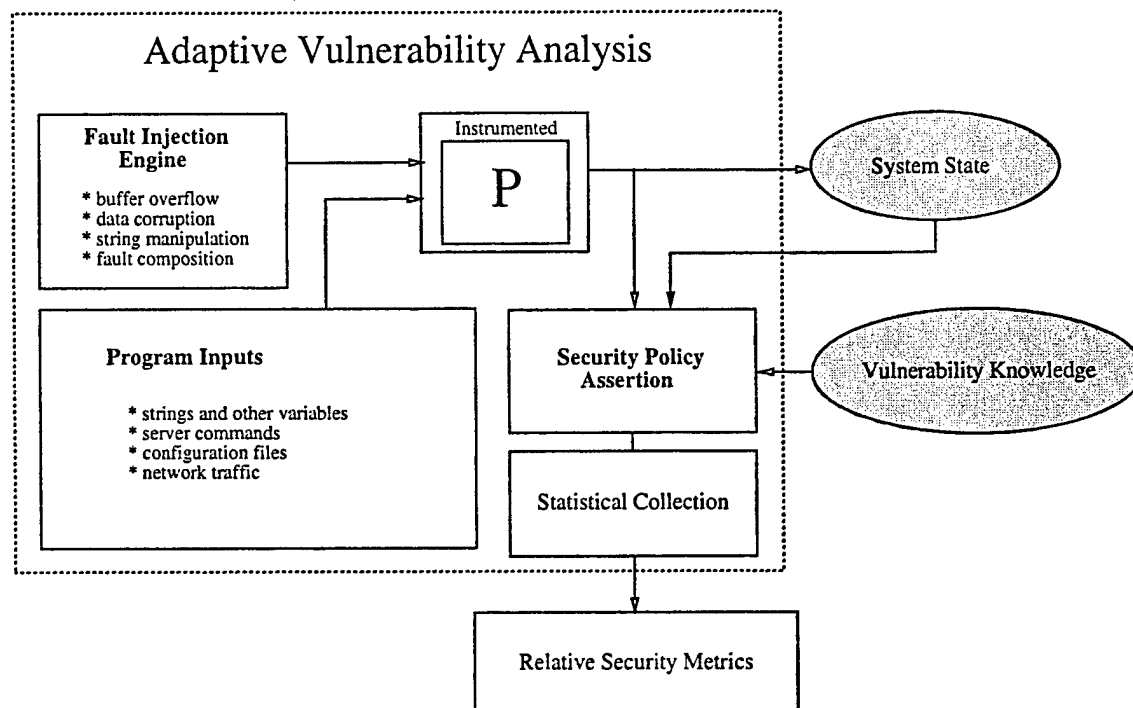 Adaptive Vulnerability Analysis
Fault Injection
Engine
* buffer overflow
* data corruption
* string manipulation
* fault composition
Instrumented
P
System State
Program Inputs
* strings and other variables
* server commands
* configuration files
* network traffic
Security Policy
Assertion
Vulnerability Knowledge
Statistical Collection
Relative Security Metrics